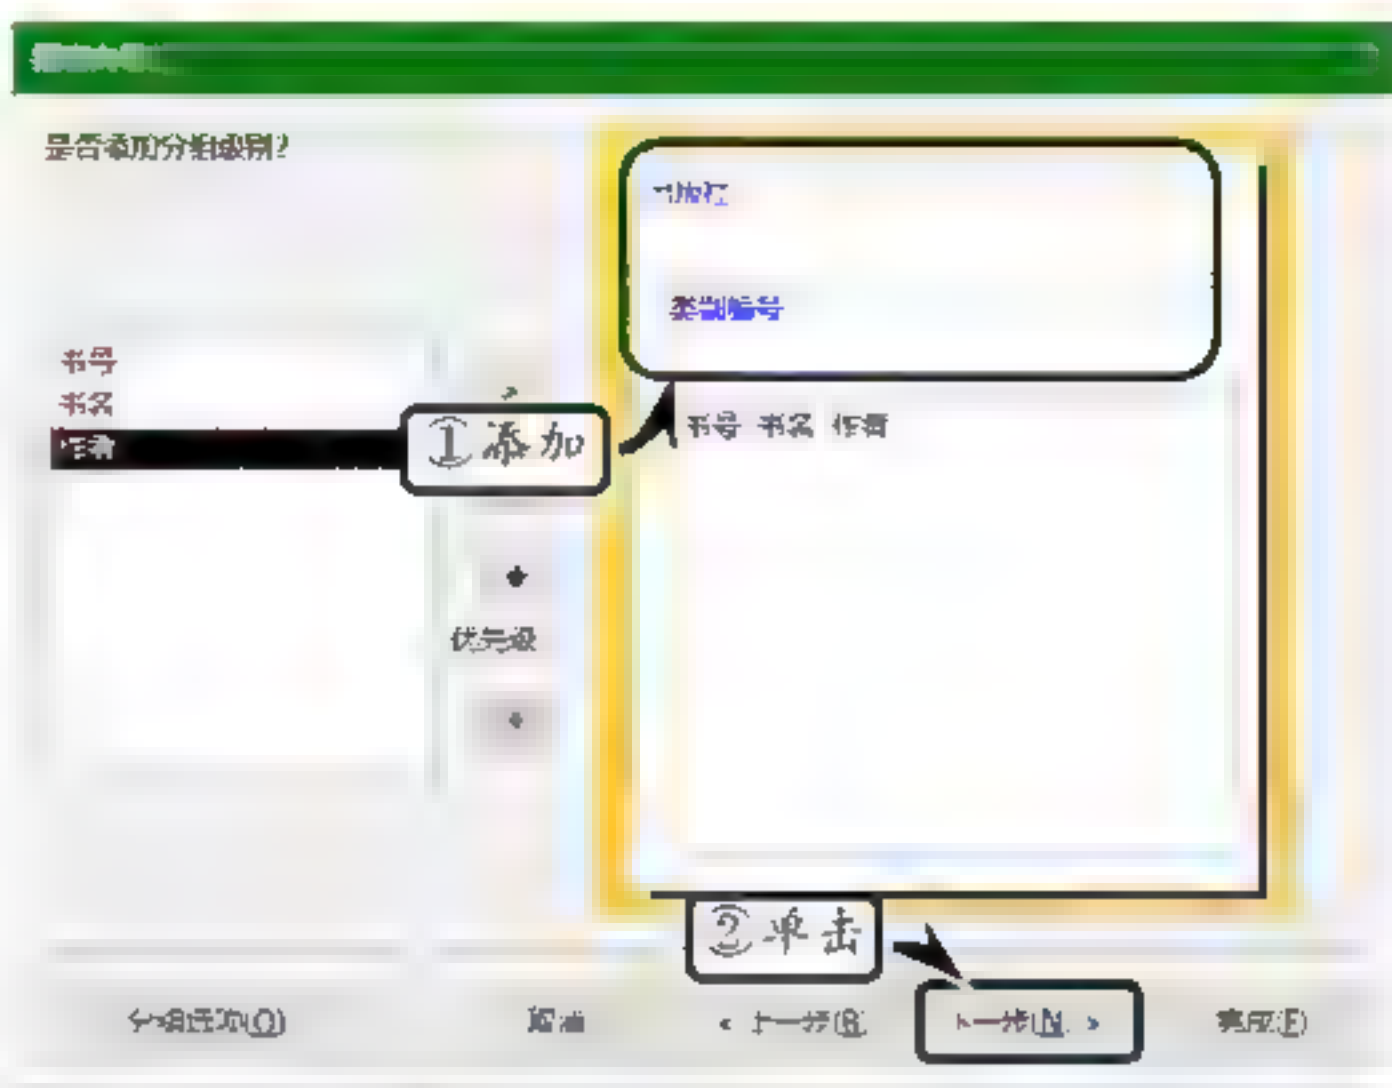 是否添加分组级别?
类别编号
书号
书名
作者
①添加
书号 书名 作者
优先级
②单击
分组选项(O)
取消
< 上一步(B)
下一步(N) >
完成(F)